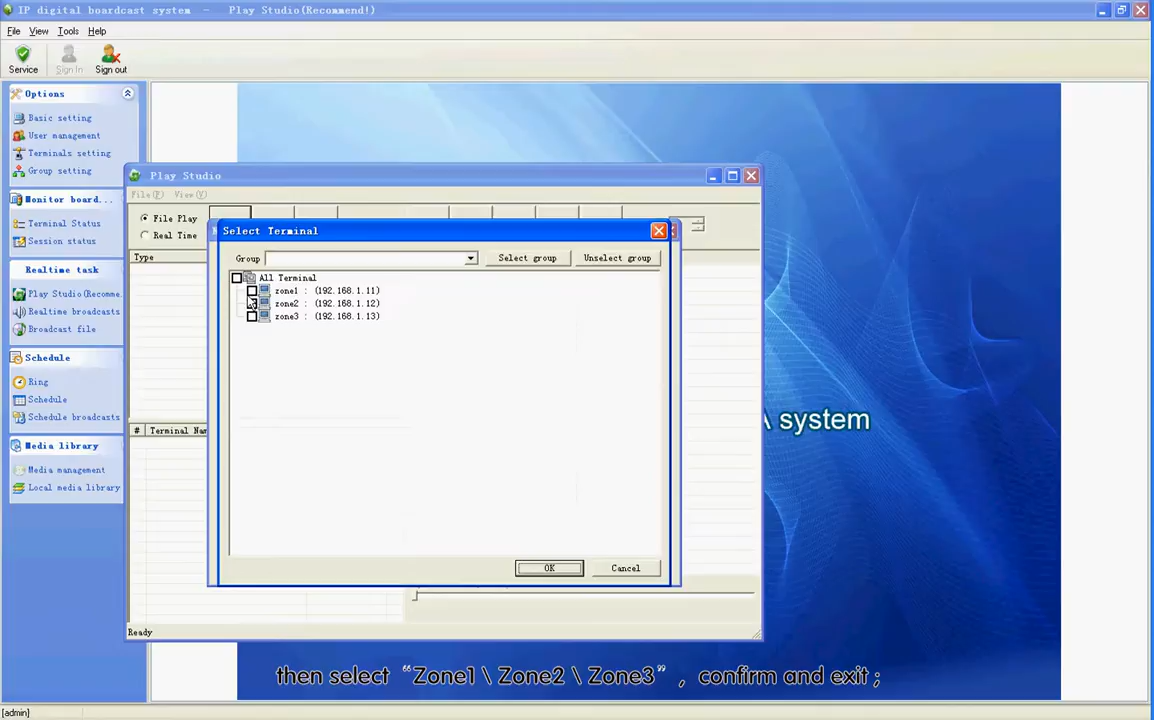 IP digital boardcast system - Play Studio(Recommend!)
File View Tools Help
Service Sign In Sign out
Options
Basic setting
User management
Terminals setting
Group setting
Monitor board...
Terminal Status
Session status
Realtime task
Play Studio(Recomme...
Realtime broadcasts
Broadcast file
Schedule
Ring
Schedule
Schedule broadcasts
Media library
Media management
Local media library
Play Studio
File(F) View(V)
File Play
Real Time
Type
# Terminal Nam
Ready
Select Terminal
Group
Select group
Unselect group
All Terminal
zone1 : (192.168.1.11)
zone2 : (192.168.1.12)
zone3 : (192.168.1.13)
OK
Cancel
system
then select “Zone1 \ Zone2 \ Zone3” , confirm and exit ;
[admin]